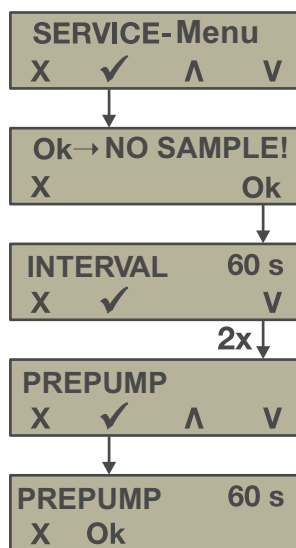 SERVICE-Menu
X ✓ Λ V
Ok→ NO SAMPLE!
X Ok
INTERVAL 60 s
X ✓ V
2x
PREPUMP
X ✓ Λ V
PREPUMP 60 s
X Ok